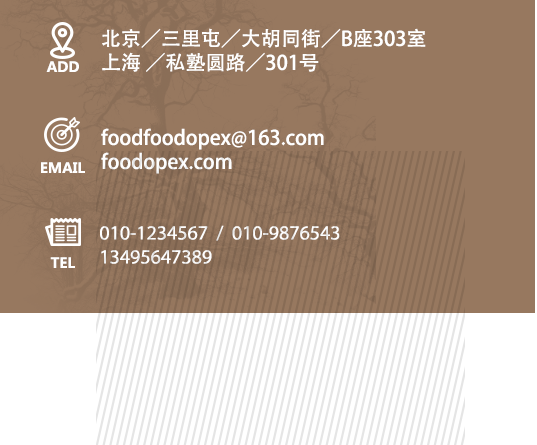 北京／三里屯／大胡同街／B座303室
上海 ／私塾圆路／301号
ADD
foodfoodopex@163.com
foodopex.com
EMAIL
010-1234567 / 010-9876543
13495647389
TEL